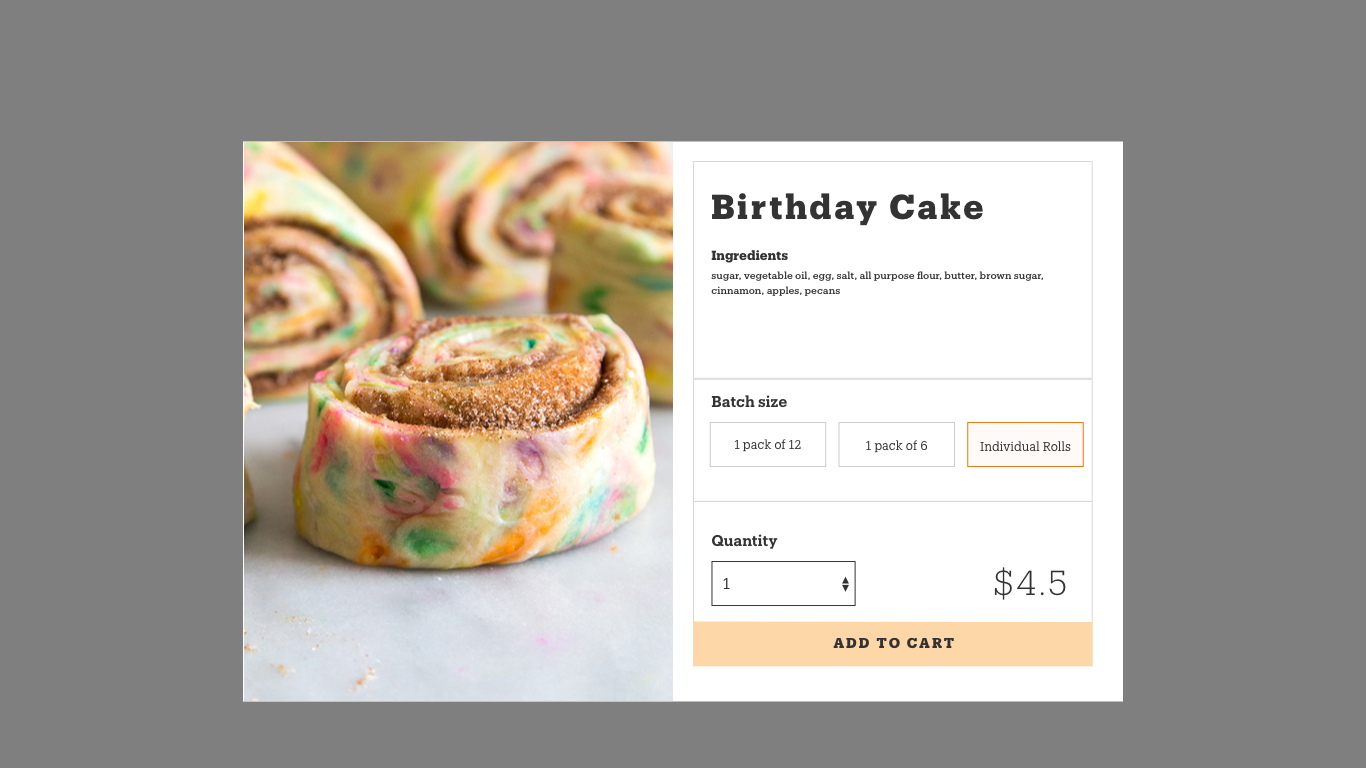 Birthday Cake
Ingredients
sugar, vegetable oil, egg, salt, all purpose flour, butter, brown sugar,
cinnamon, apples, pecans
Batch size
1 pack of 12
1 pack of 6
Individual Rolls
Quantity
1
$4.5
ADD TO CART